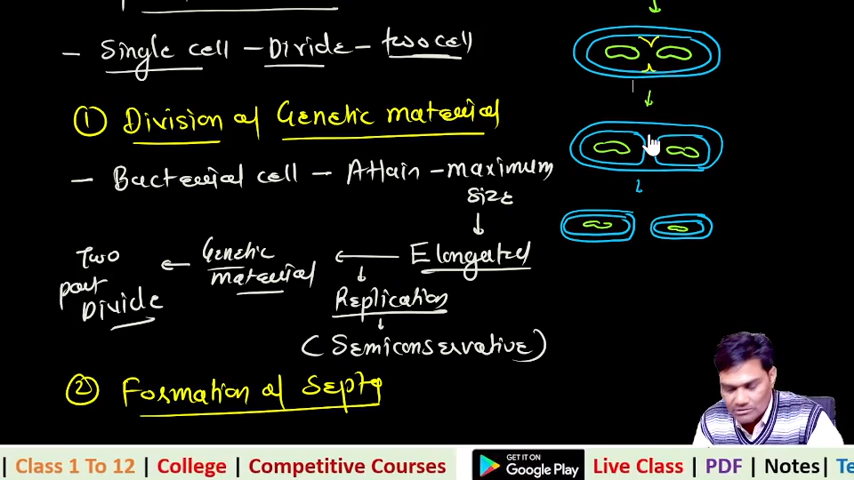 - Single cell - Divide - two cell
① Division of Genetic material
- Bacterial cell - Attain - maximum
size
Two part Divide ← Genetic material ← Elongated
Replication
(Semiconservative)
② Formation of Septa
| Class 1 To 12 | College | Competitive Courses GET IT ON Google Play Live Class | PDF | Notes | Te